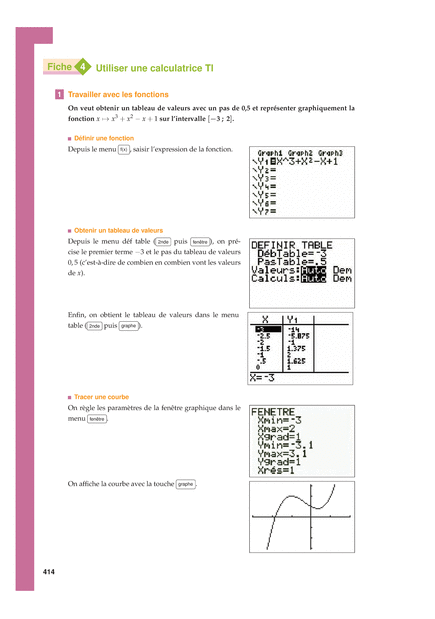 Fiche 4 Utiliser une calculatrice TI
1 Travailler avec les fonctions
On veut obtenir un tableau de valeurs avec un pas de 0,5 et représenter graphiquement la
fonction x ↦ x³ + x² − x + 1 sur l'intervalle [−3 ; 2].
Définir une fonction
Depuis le menu f(x), saisir l'expression de la fonction.
Graph1 Graph2 Graph3
\Y1=X^3+X²-X+1
\Y2=
\Y3=
\Y4=
\Y5=
\Y6=
\Y7=
Obtenir un tableau de valeurs
Depuis le menu déf table (2nde puis fenêtre), on pré-
cise le premier terme −3 et le pas du tableau de valeurs
0,5 (c'est-à-dire de combien en combien vont les valeurs
de x).
DEFINIR TABLE
DébTable=-3
PasTable=.5
Valeurs:Auto Dem
Calculs:Auto Dem
Enfin, on obtient le tableau de valeurs dans le menu
table (2nde puis graphe).
X Y1
-3 -14
-2.5 -5.875
-2 -1
-1.5 1.375
-1 2
-.5 1.625
0 1
X=-3
Tracer une courbe
On règle les paramètres de la fenêtre graphique dans le
menu fenêtre.
FENETRE
Xmin=-3
Xmax=2
Xgrad=1
Ymin=-3.1
Ymax=3.1
Ygrad=1
Xrés=1
On affiche la courbe avec la touche graphe.
414